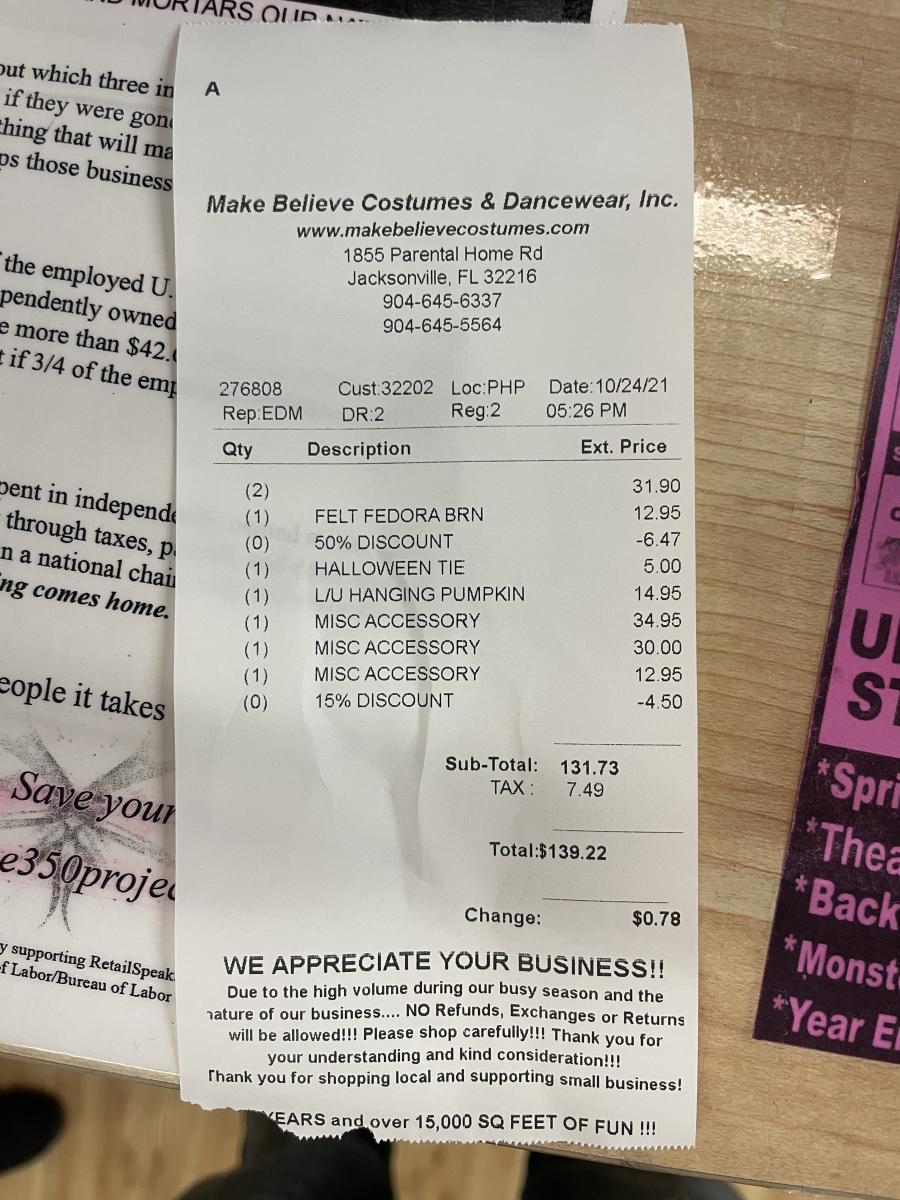 MORTARS OUR
out which three in
if they were gone
thing that will ma
ps those business
the employed U.
pendently owned
e more than $42.
t if 3/4 of the emp
pent in independe
through taxes, p
n a national chai
ng comes home.
eople it takes
Save your
e350projec
y supporting RetailSpeak
f Labor/Bureau of Labor
A
Make Believe Costumes & Dancewear, Inc.
www.makebelievecostumes.com
1855 Parental Home Rd
Jacksonville, FL 32216
904-645-6337
904-645-5564
276808 Cust:32202 Loc:PHP Date:10/24/21
Rep:EDM DR:2 Reg:2 05:26 PM
Qty Description Ext. Price
(2) 31.90
(1) FELT FEDORA BRN 12.95
(0) 50% DISCOUNT -6.47
(1) HALLOWEEN TIE 5.00
(1) L/U HANGING PUMPKIN 14.95
(1) MISC ACCESSORY 34.95
(1) MISC ACCESSORY 30.00
(1) MISC ACCESSORY 12.95
(0) 15% DISCOUNT -4.50
Sub-Total: 131.73
TAX : 7.49
Total:$139.22
Change: $0.78
WE APPRECIATE YOUR BUSINESS!!
Due to the high volume during our busy season and the
nature of our business.... NO Refunds, Exchanges or Returns
will be allowed!!! Please shop carefully!!! Thank you for
your understanding and kind consideration!!!
Thank you for shopping local and supporting small business!
YEARS and over 15,000 SQ FEET OF FUN !!!
U
ST
*Spri
*Thea
*Back
*Monst
*Year E